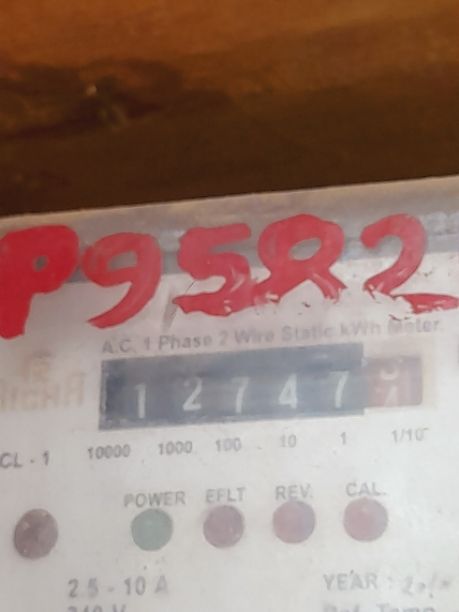 P9582
A.C. 1 Phase 2 Wire Static kWh Meter
1 2 7 4 7
CL - 1 10000 1000 100 10 1 1/10
POWER EFLT REV. CAL.
2.5 - 10 A YEAR :
240 V